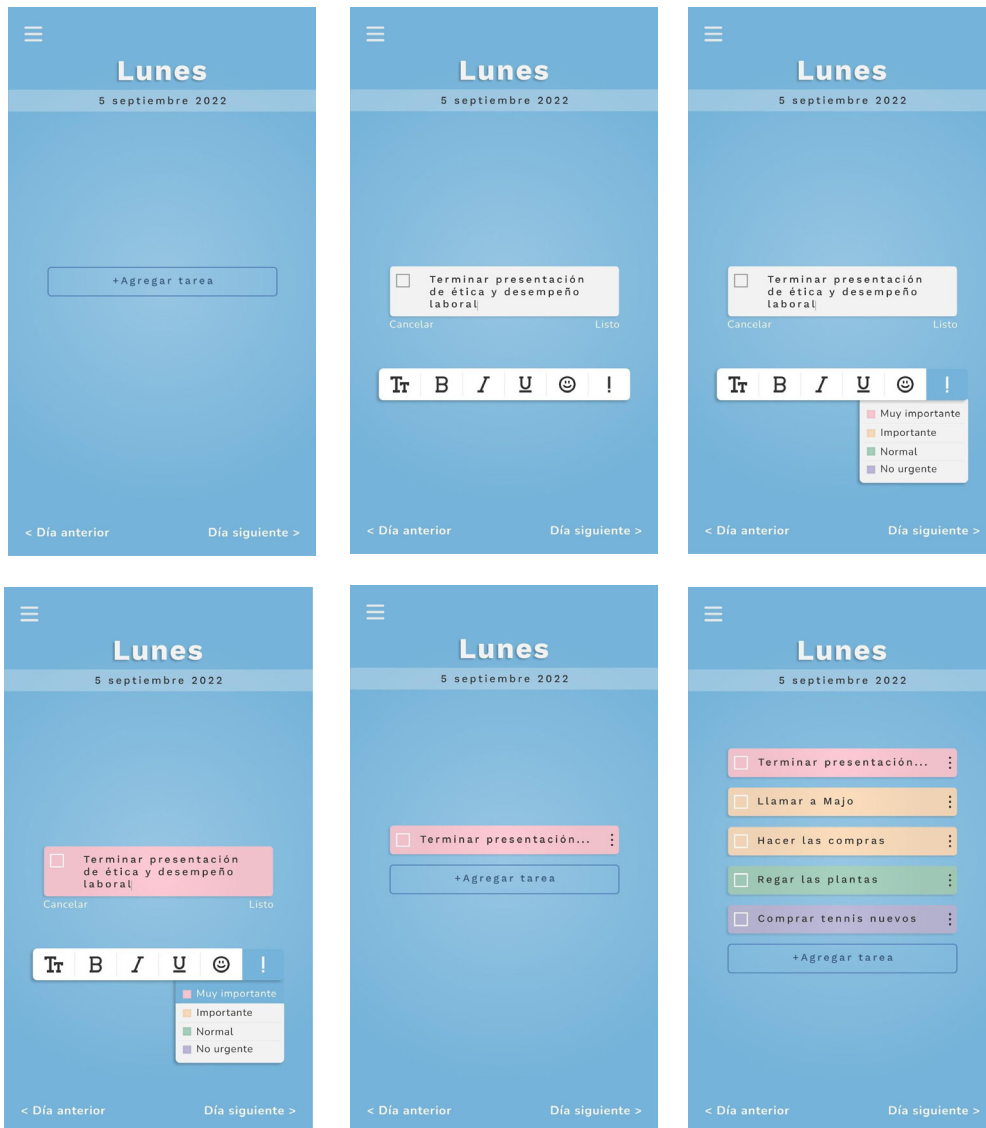 Lunes
5 septiembre 2022
+Agregar tarea
< Día anterior
Día siguiente >
Lunes
5 septiembre 2022
Terminar presentación
de ética y desempeño
laboral
Cancelar
Listo
Tт B I U !
< Día anterior
Día siguiente >
Lunes
5 septiembre 2022
Terminar presentación
de ética y desempeño
laboral
Cancelar
Listo
Tт B I U !
Muy importante
Importante
Normal
No urgente
< Día anterior
Día siguiente >
Lunes
5 septiembre 2022
Terminar presentación
de ética y desempeño
laboral
Cancelar
Listo
Tт B I U !
Muy importante
Importante
Normal
No urgente
< Día anterior
Día siguiente >
Lunes
5 septiembre 2022
Terminar presentación...
+Agregar tarea
< Día anterior
Día siguiente >
Lunes
5 septiembre 2022
Terminar presentación...
Llamar a Majo
Hacer las compras
Regar las plantas
Comprar tennis nuevos
+Agregar tarea
< Día anterior
Día siguiente >